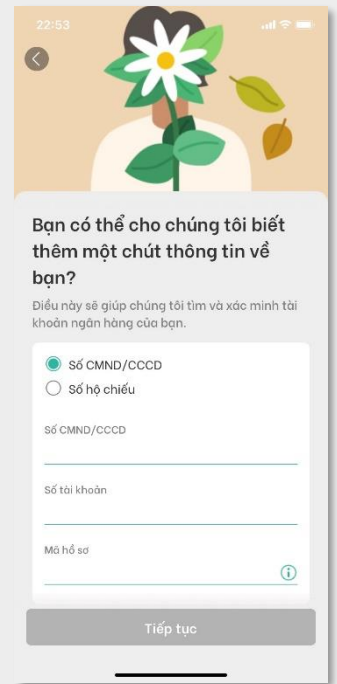 22:53
Bạn có thể cho chúng tôi biết
thêm một chút thông tin về
bạn?
Điều này sẽ giúp chúng tôi tìm và xác minh tài
khoản ngân hàng của bạn.
Số CMND/CCCD
Số hộ chiếu
Số CMND/CCCD
Số tài khoản
Mã hồ sơ
Tiếp tục